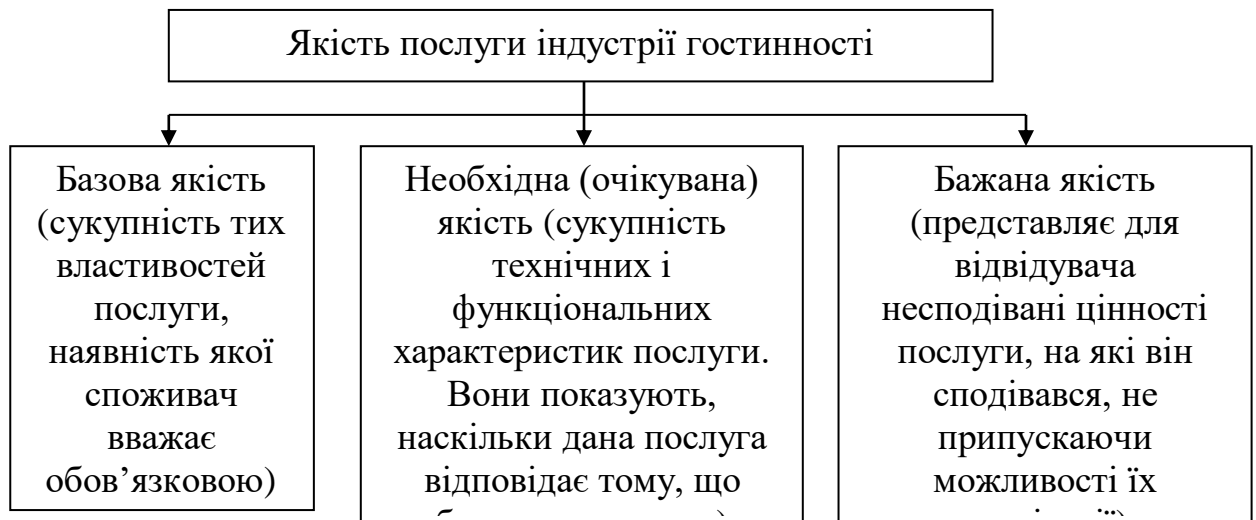 Якість послуги індустрії гостинності
Базова якість
(сукупність тих
властивостей
послуги,
наявність якої
споживач
вважає
обов’язковою)
Необхідна (очікувана)
якість (сукупність
технічних і
функціональних
характеристик послуги.
Вони показують,
наскільки дана послуга
відповідає тому, що
Бажана якість
(представляє для
відвідувача
несподівані цінності
послуги, на які він
сподівався, не
припускаючи
можливості їх